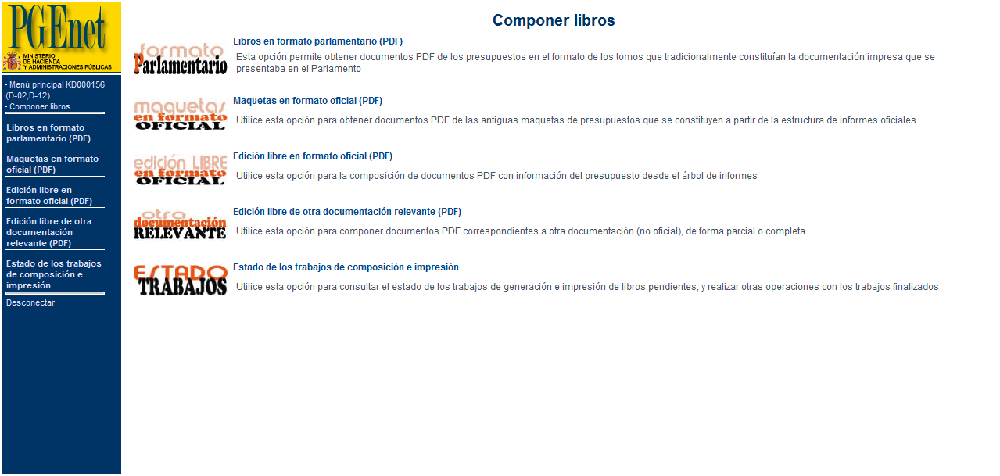 PGEnet
MINISTERIO
DE HACIENDA
Y ADMINISTRACIONES PÚBLICAS
Menú principal KD000156
(D-02,D-12)
Componer libros
Libros en formato
parlamentario (PDF)
Maquetas en formato
oficial (PDF)
Edición libre en
formato oficial (PDF)
Edición libre de otra
documentación
relevante (PDF)
Estado de los trabajos
de composición e
impresión
Desconectar
Componer libros
formato
Parlamentario
Libros en formato parlamentario (PDF)
Esta opción permite obtener documentos PDF de los presupuestos en el formato de los tomos que tradicionalmente constituían la documentación impresa que se
presentaba en el Parlamento
maquetas
en formato
OFICIAL
Maquetas en formato oficial (PDF)
Utilice esta opción para obtener documentos PDF de las antiguas maquetas de presupuestos que se constituyen a partir de la estructura de informes oficiales
edición LIBRE
en formato
OFICIAL
Edición libre en formato oficial (PDF)
Utilice esta opción para la composición de documentos PDF con información del presupuesto desde el árbol de informes
otra
documentación
RELEVANTE
Edición libre de otra documentación relevante (PDF)
Utilice esta opción para componer documentos PDF correspondientes a otra documentación (no oficial), de forma parcial o completa
ESTADO
TRABAJOS
Estado de los trabajos de composición e impresión
Utilice esta opción para consultar el estado de los trabajos de generación e impresión de libros pendientes, y realizar otras operaciones con los trabajos finalizados